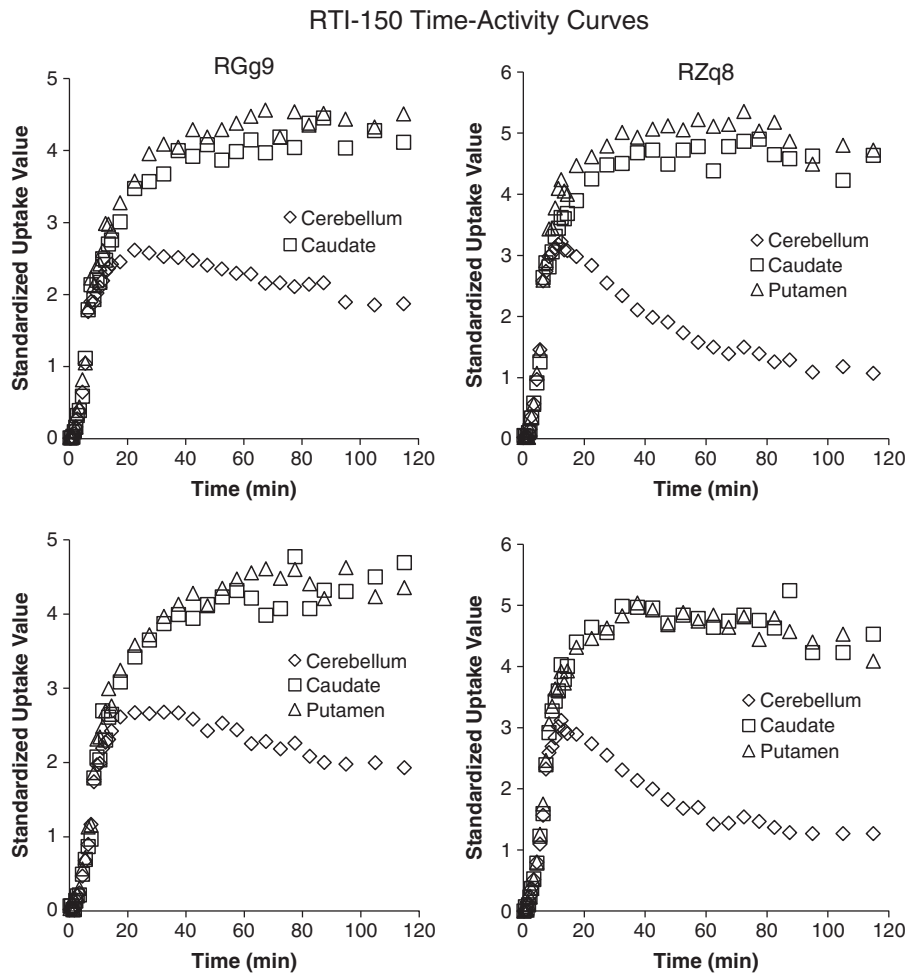 RTI-150 Time-Activity Curves
RGg9
Standardized Uptake Value
5
4
3
2
1
0
Cerebellum
Caudate
0 20 40 60 80 100 120
Time (min)
RZq8
Standardized Uptake Value
6
5
4
3
2
1
0
Cerebellum
Caudate
Putamen
0 20 40 60 80 100 120
Time (min)
Standardized Uptake Value
5
4
3
2
1
0
Cerebellum
Caudate
Putamen
0 20 40 60 80 100 120
Time (min)
Standardized Uptake Value
6
5
4
3
2
1
0
Cerebellum
Caudate
Putamen
0 20 40 60 80 100 120
Time (min)